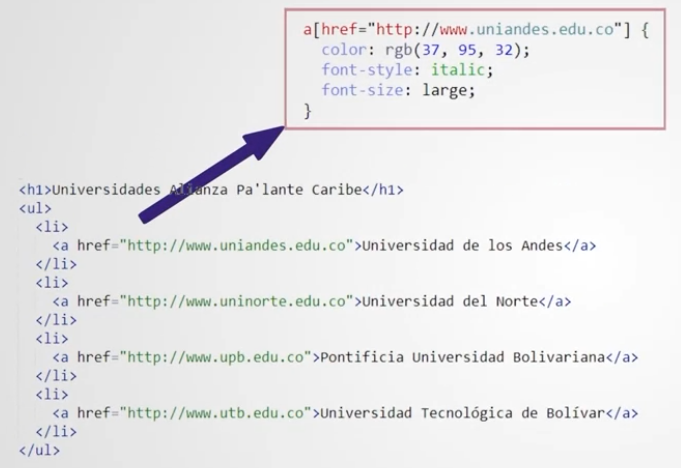 a[href="http://www.uniandes.edu.co"] {
  color: rgb(37, 95, 32);
  font-style: italic;
  font-size: large;
}
<h1>Universidades Alianza Pa'lante Caribe</h1>
<ul>
  <li>
    <a href="http://www.uniandes.edu.co">Universidad de los Andes</a>
  </li>
  <li>
    <a href="http://www.uninorte.edu.co">Universidad del Norte</a>
  </li>
  <li>
    <a href="http://www.upb.edu.co">Pontificia Universidad Bolivariana</a>
  </li>
  <li>
    <a href="http://www.utb.edu.co">Universidad Tecnológica de Bolívar</a>
  </li>
</ul>